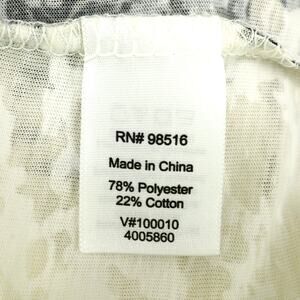 RN# 98516
Made in China
78% Polyester
22% Cotton
V#100010
4005860